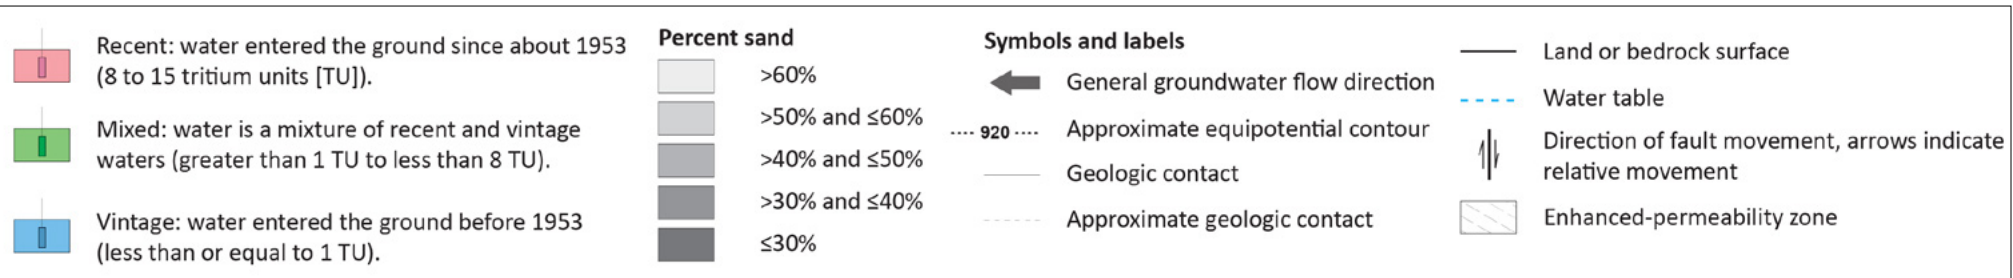 Recent: water entered the ground since about 1953
(8 to 15 tritium units [TU]).
Mixed: water is a mixture of recent and vintage
waters (greater than 1 TU to less than 8 TU).
Vintage: water entered the ground before 1953
(less than or equal to 1 TU).
Percent sand
>60%
>50% and ≤60%
>40% and ≤50%
>30% and ≤40%
≤30%
Symbols and labels
General groundwater flow direction
.... 920 .... Approximate equipotential contour
Geologic contact
Approximate geologic contact
Land or bedrock surface
Water table
Direction of fault movement, arrows indicate
relative movement
Enhanced-permeability zone